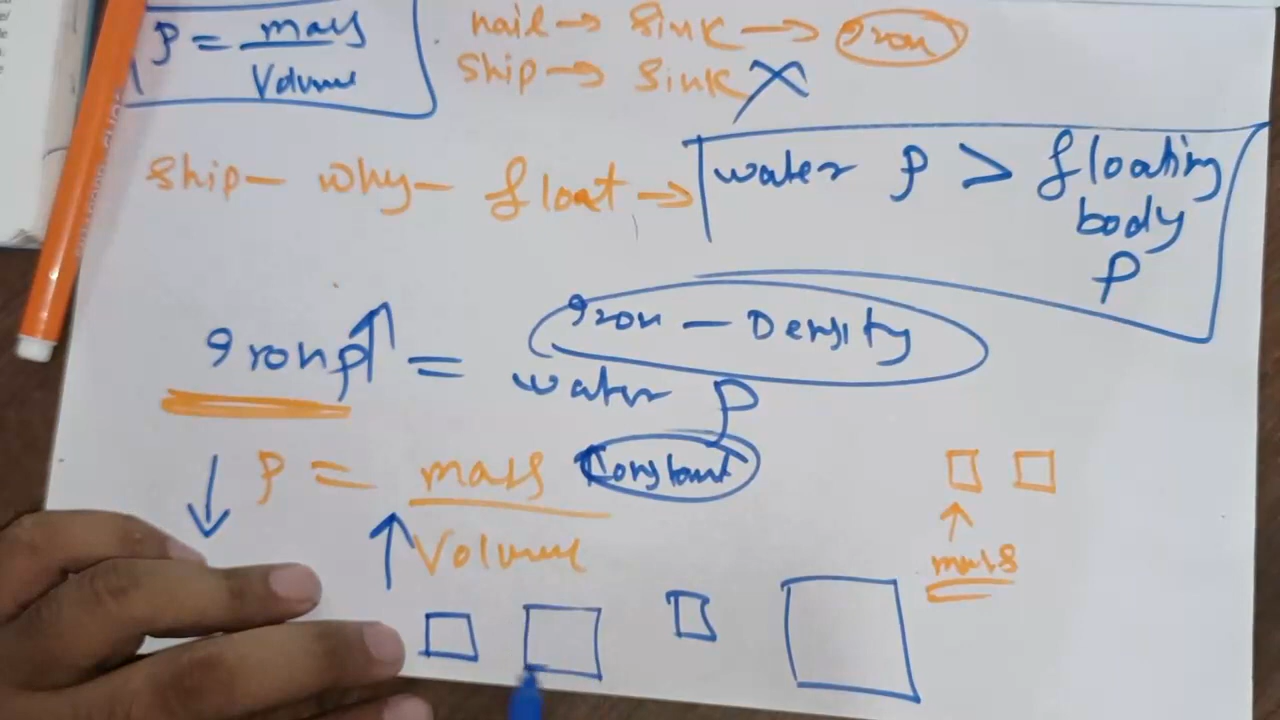 ρ = mass
Volume
nail → sink → Iron
ship → sink X
ship – why – float →
water ρ > floating
body
ρ
Iron ρ↑ =
Iron – Density
water ρ
↓ ρ = mass Constant
↑ Volume
mass